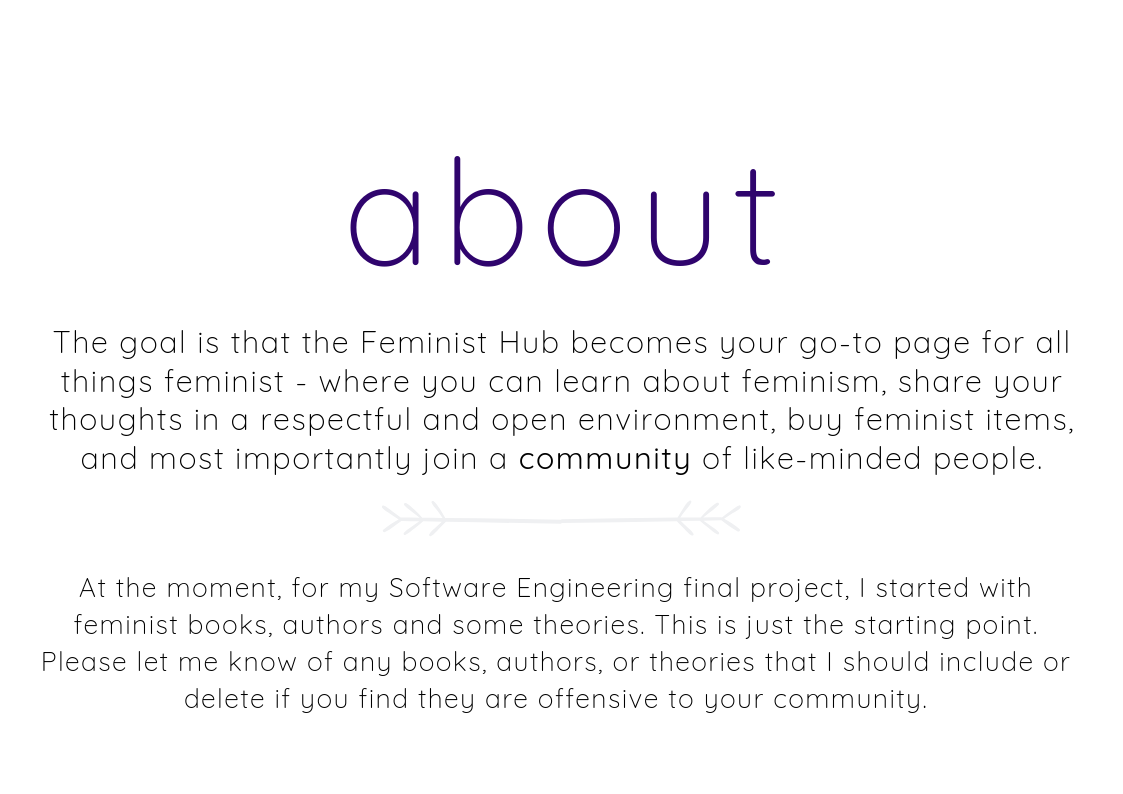 about
The goal is that the Feminist Hub becomes your go-to page for all
things feminist - where you can learn about feminism, share your
thoughts in a respectful and open environment, buy feminist items,
and most importantly join a community of like-minded people.
At the moment, for my Software Engineering final project, I started with
feminist books, authors and some theories. This is just the starting point.
Please let me know of any books, authors, or theories that I should include or
delete if you find they are offensive to your community.